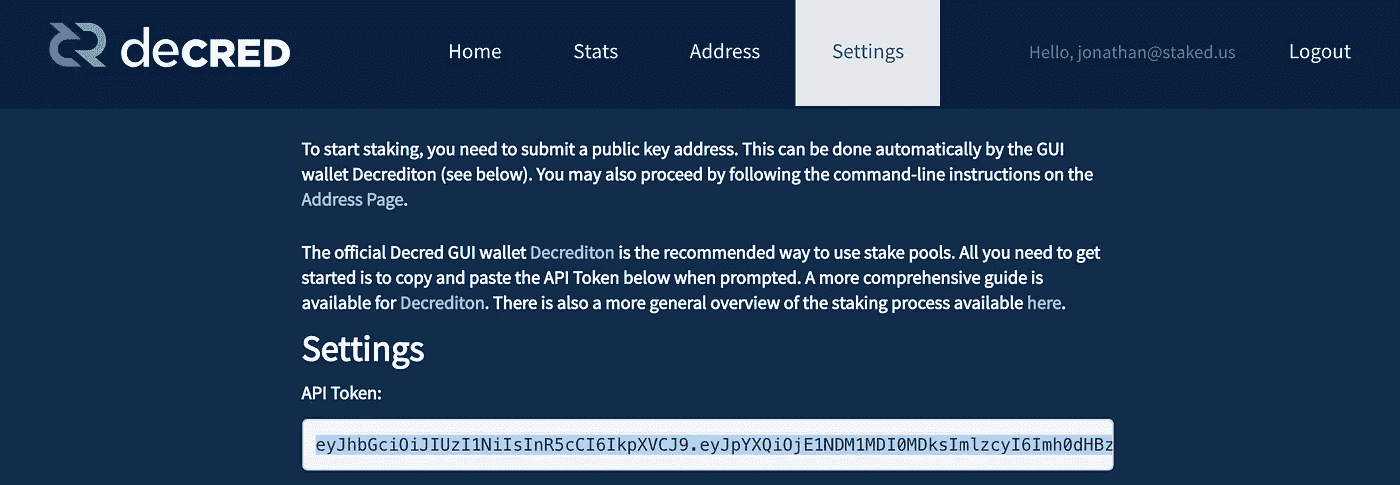 decred Home Stats Address Settings Hello, jonathan@staked.us Logout
To start staking, you need to submit a public key address. This can be done automatically by the GUI
wallet Decrediton (see below). You may also proceed by following the command-line instructions on the
Address Page.
The official Decred GUI wallet Decrediton is the recommended way to use stake pools. All you need to get
started is to copy and paste the API Token below when prompted. A more comprehensive guide is
available for Decrediton. There is also a more general overview of the staking process available here.
Settings
API Token:
eyJhbGciOiJIUzI1NiIsInR5cCI6IkpXVCJ9.eyJpYXQiOjE1NDM1MDI0MDksImlzcyI6Imh0dHBz